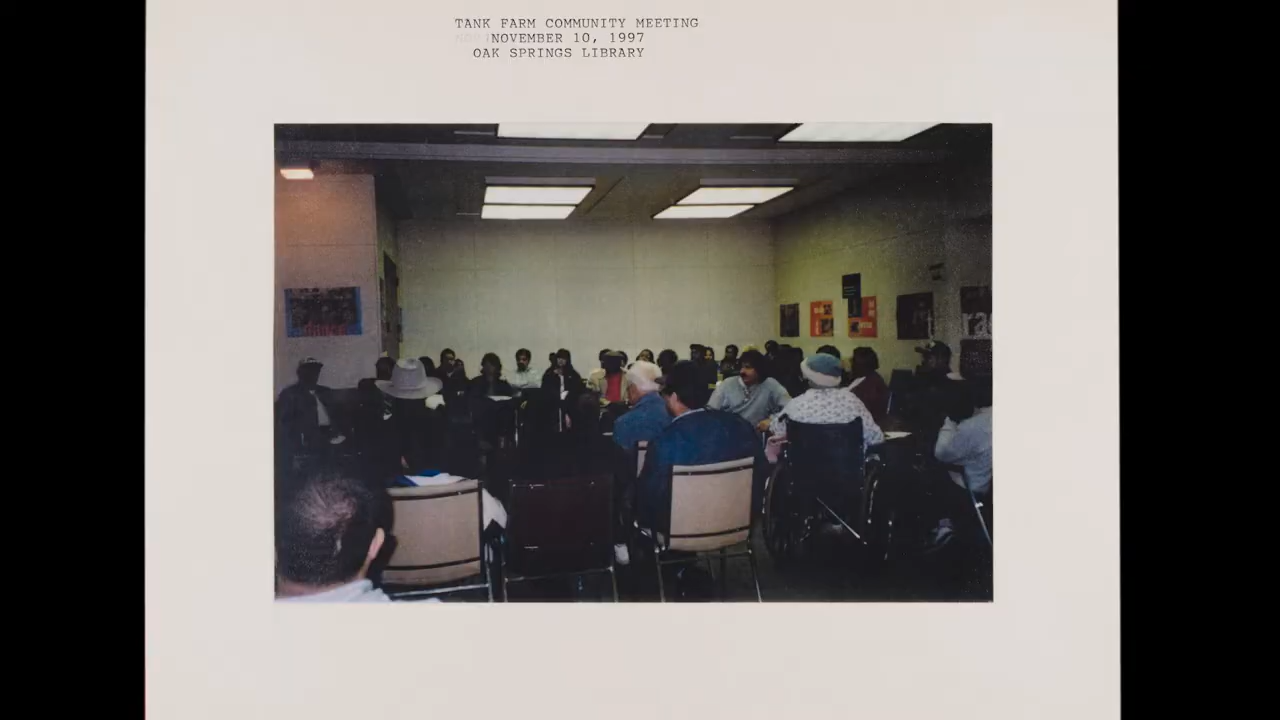 TANK FARM COMMUNITY MEETING
NOVEMBER 10, 1997
OAK SPRINGS LIBRARY